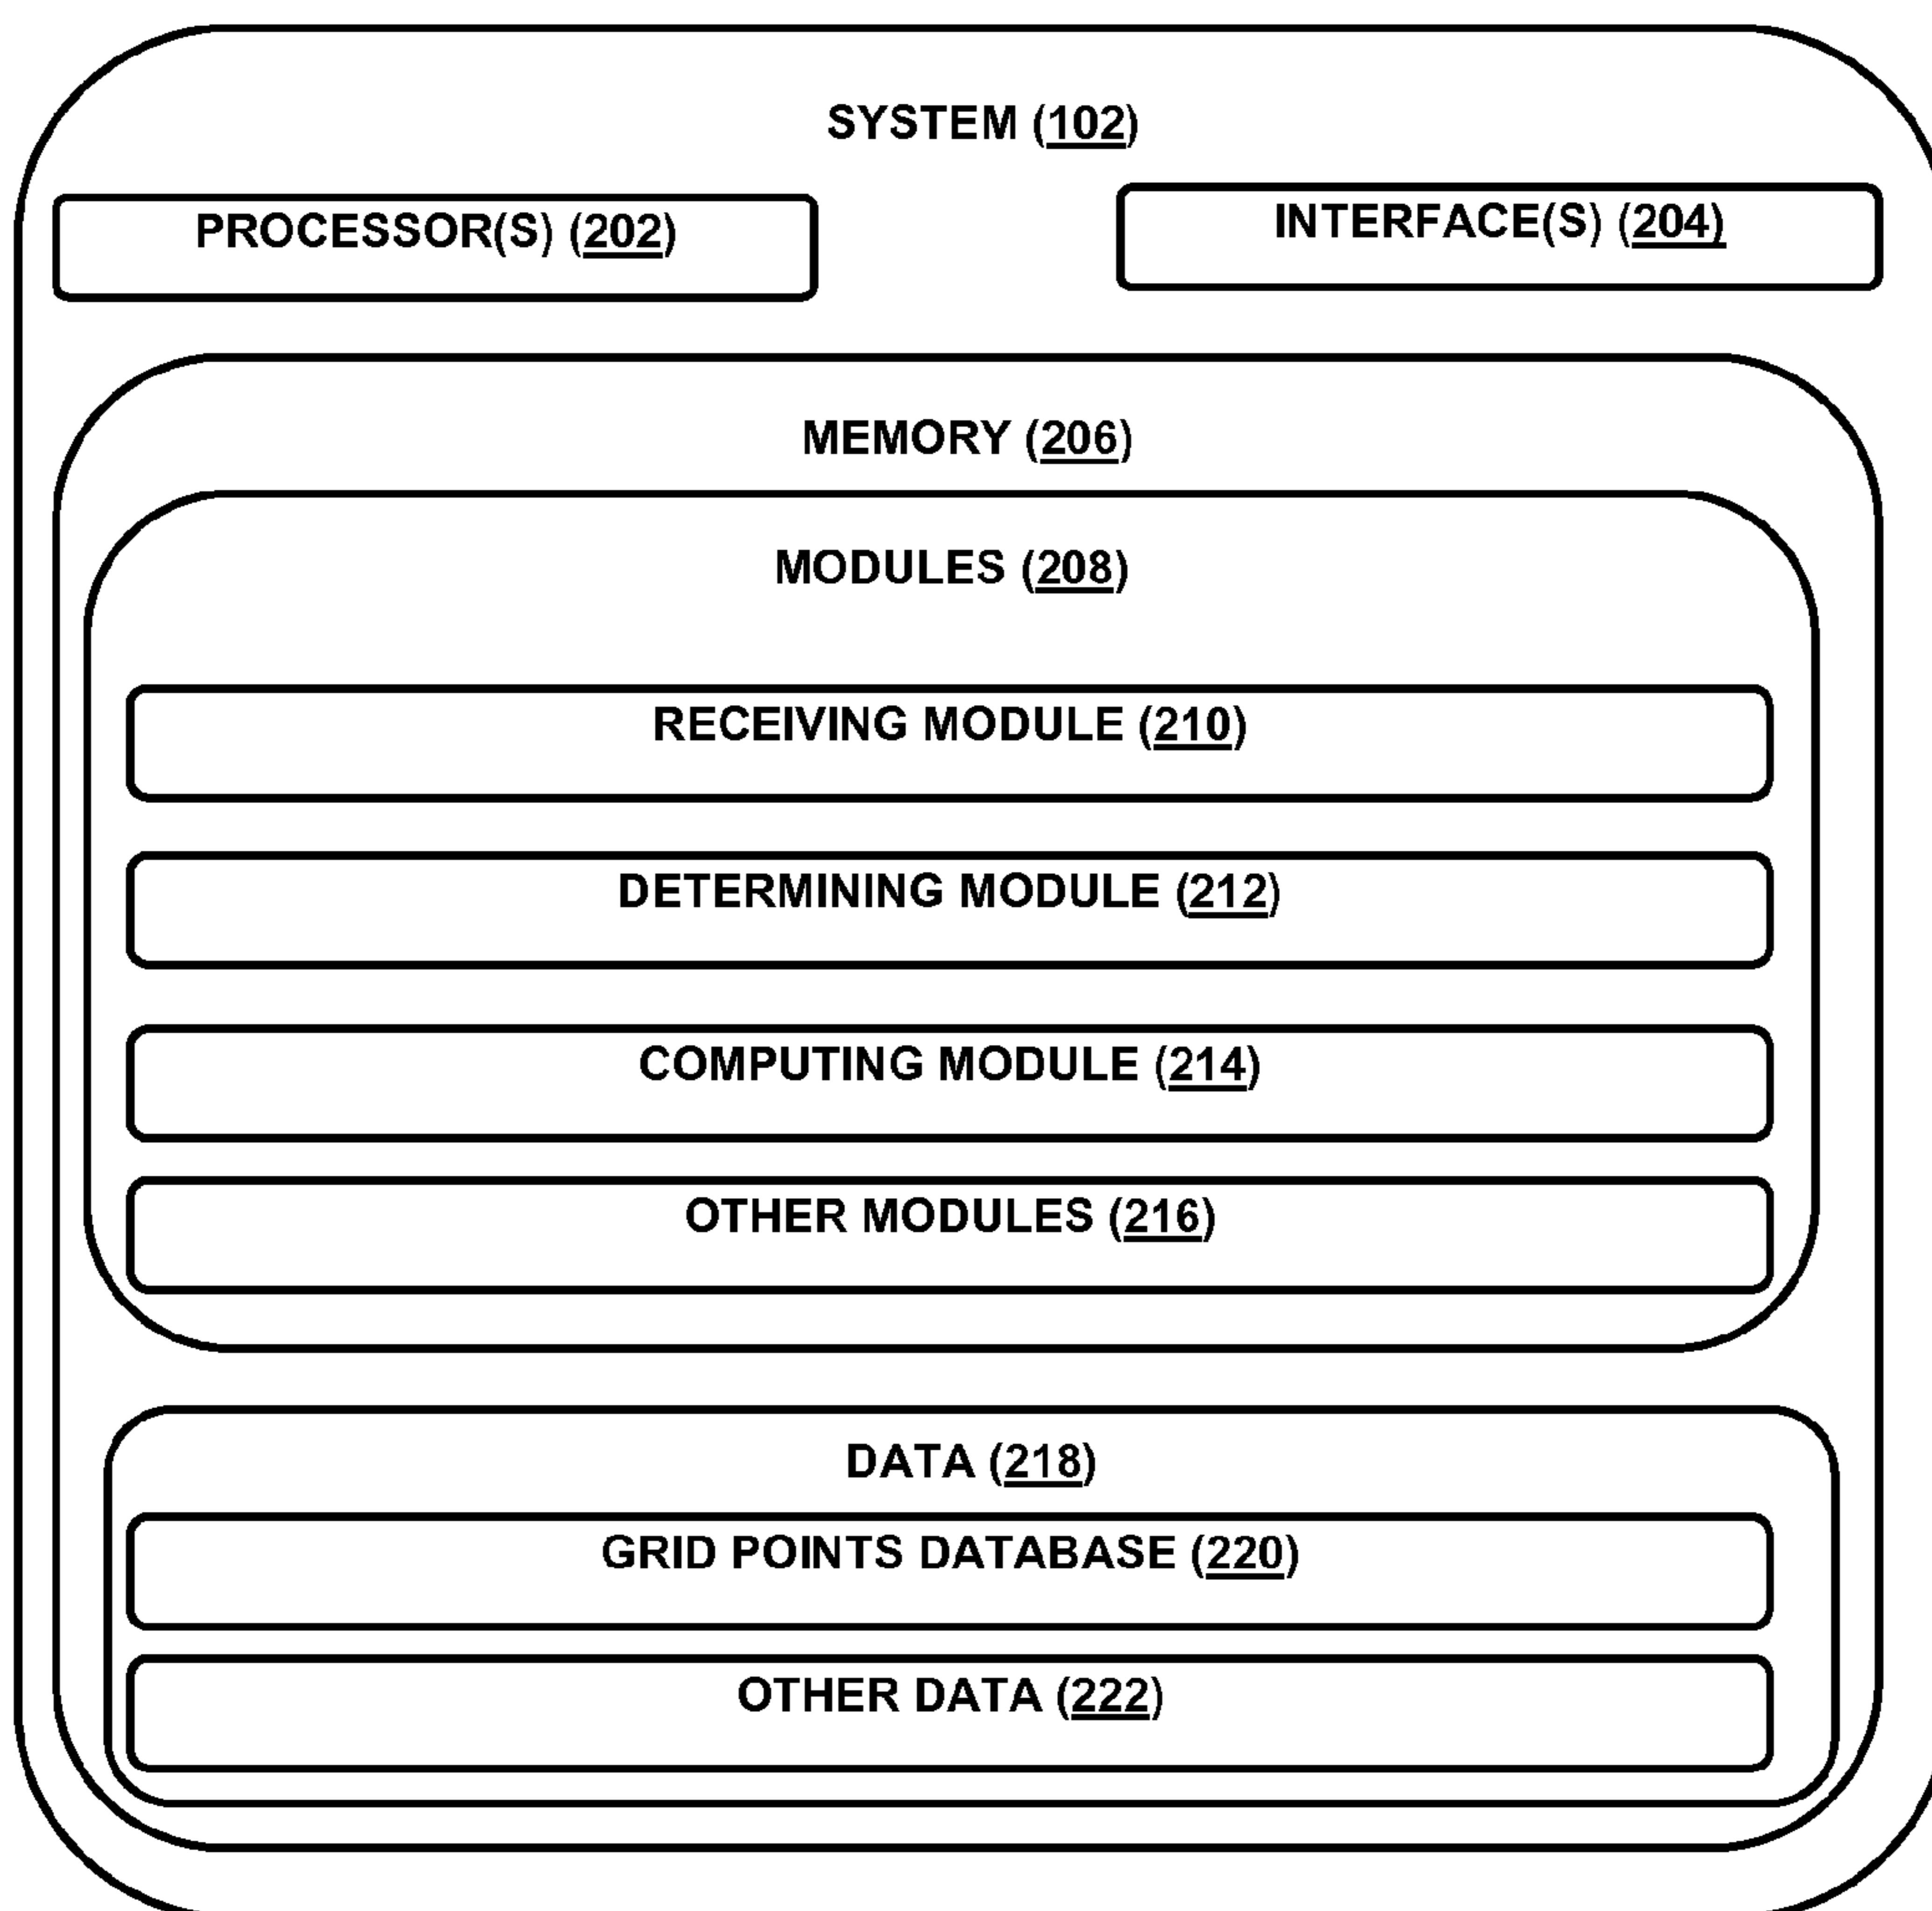 SYSTEM (102)
PROCESSOR(S) (202)
INTERFACE(S) (204)
MEMORY (206)
MODULES (208)
RECEIVING MODULE (210)
DETERMINING MODULE (212)
COMPUTING MODULE (214)
OTHER MODULES (216)
DATA (218)
GRID POINTS DATABASE (220)
OTHER DATA (222)